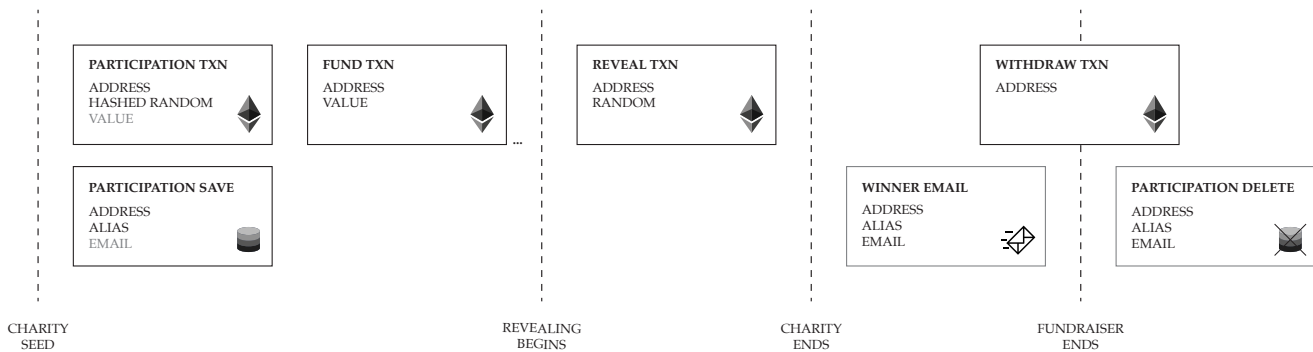 PARTICIPATION TXN
ADDRESS
HASHED RANDOM
VALUE
FUND TXN
ADDRESS
VALUE
...
REVEAL TXN
ADDRESS
RANDOM
WITHDRAW TXN
ADDRESS
PARTICIPATION SAVE
ADDRESS
ALIAS
EMAIL
WINNER EMAIL
ADDRESS
ALIAS
EMAIL
PARTICIPATION DELETE
ADDRESS
ALIAS
EMAIL
CHARITY
SEED
REVEALING
BEGINS
CHARITY
ENDS
FUNDRAISER
ENDS